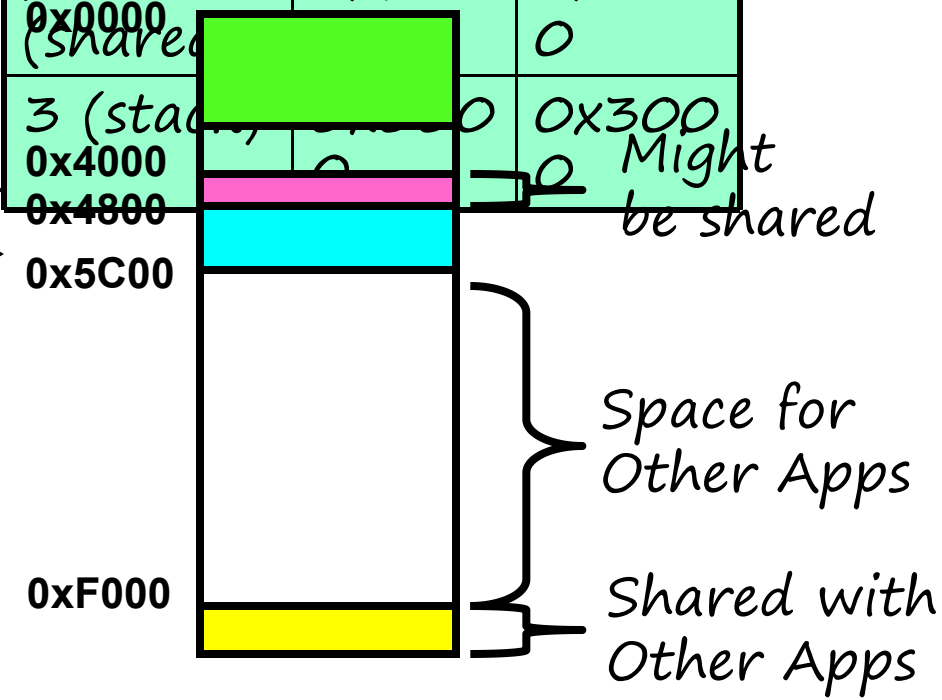 0x0000
(shared
0
3 (stack)
0x300
0
0x4000
Might
0x4800
be shared
0x5C00
Space for
Other Apps
0xF000
Shared with
Other Apps